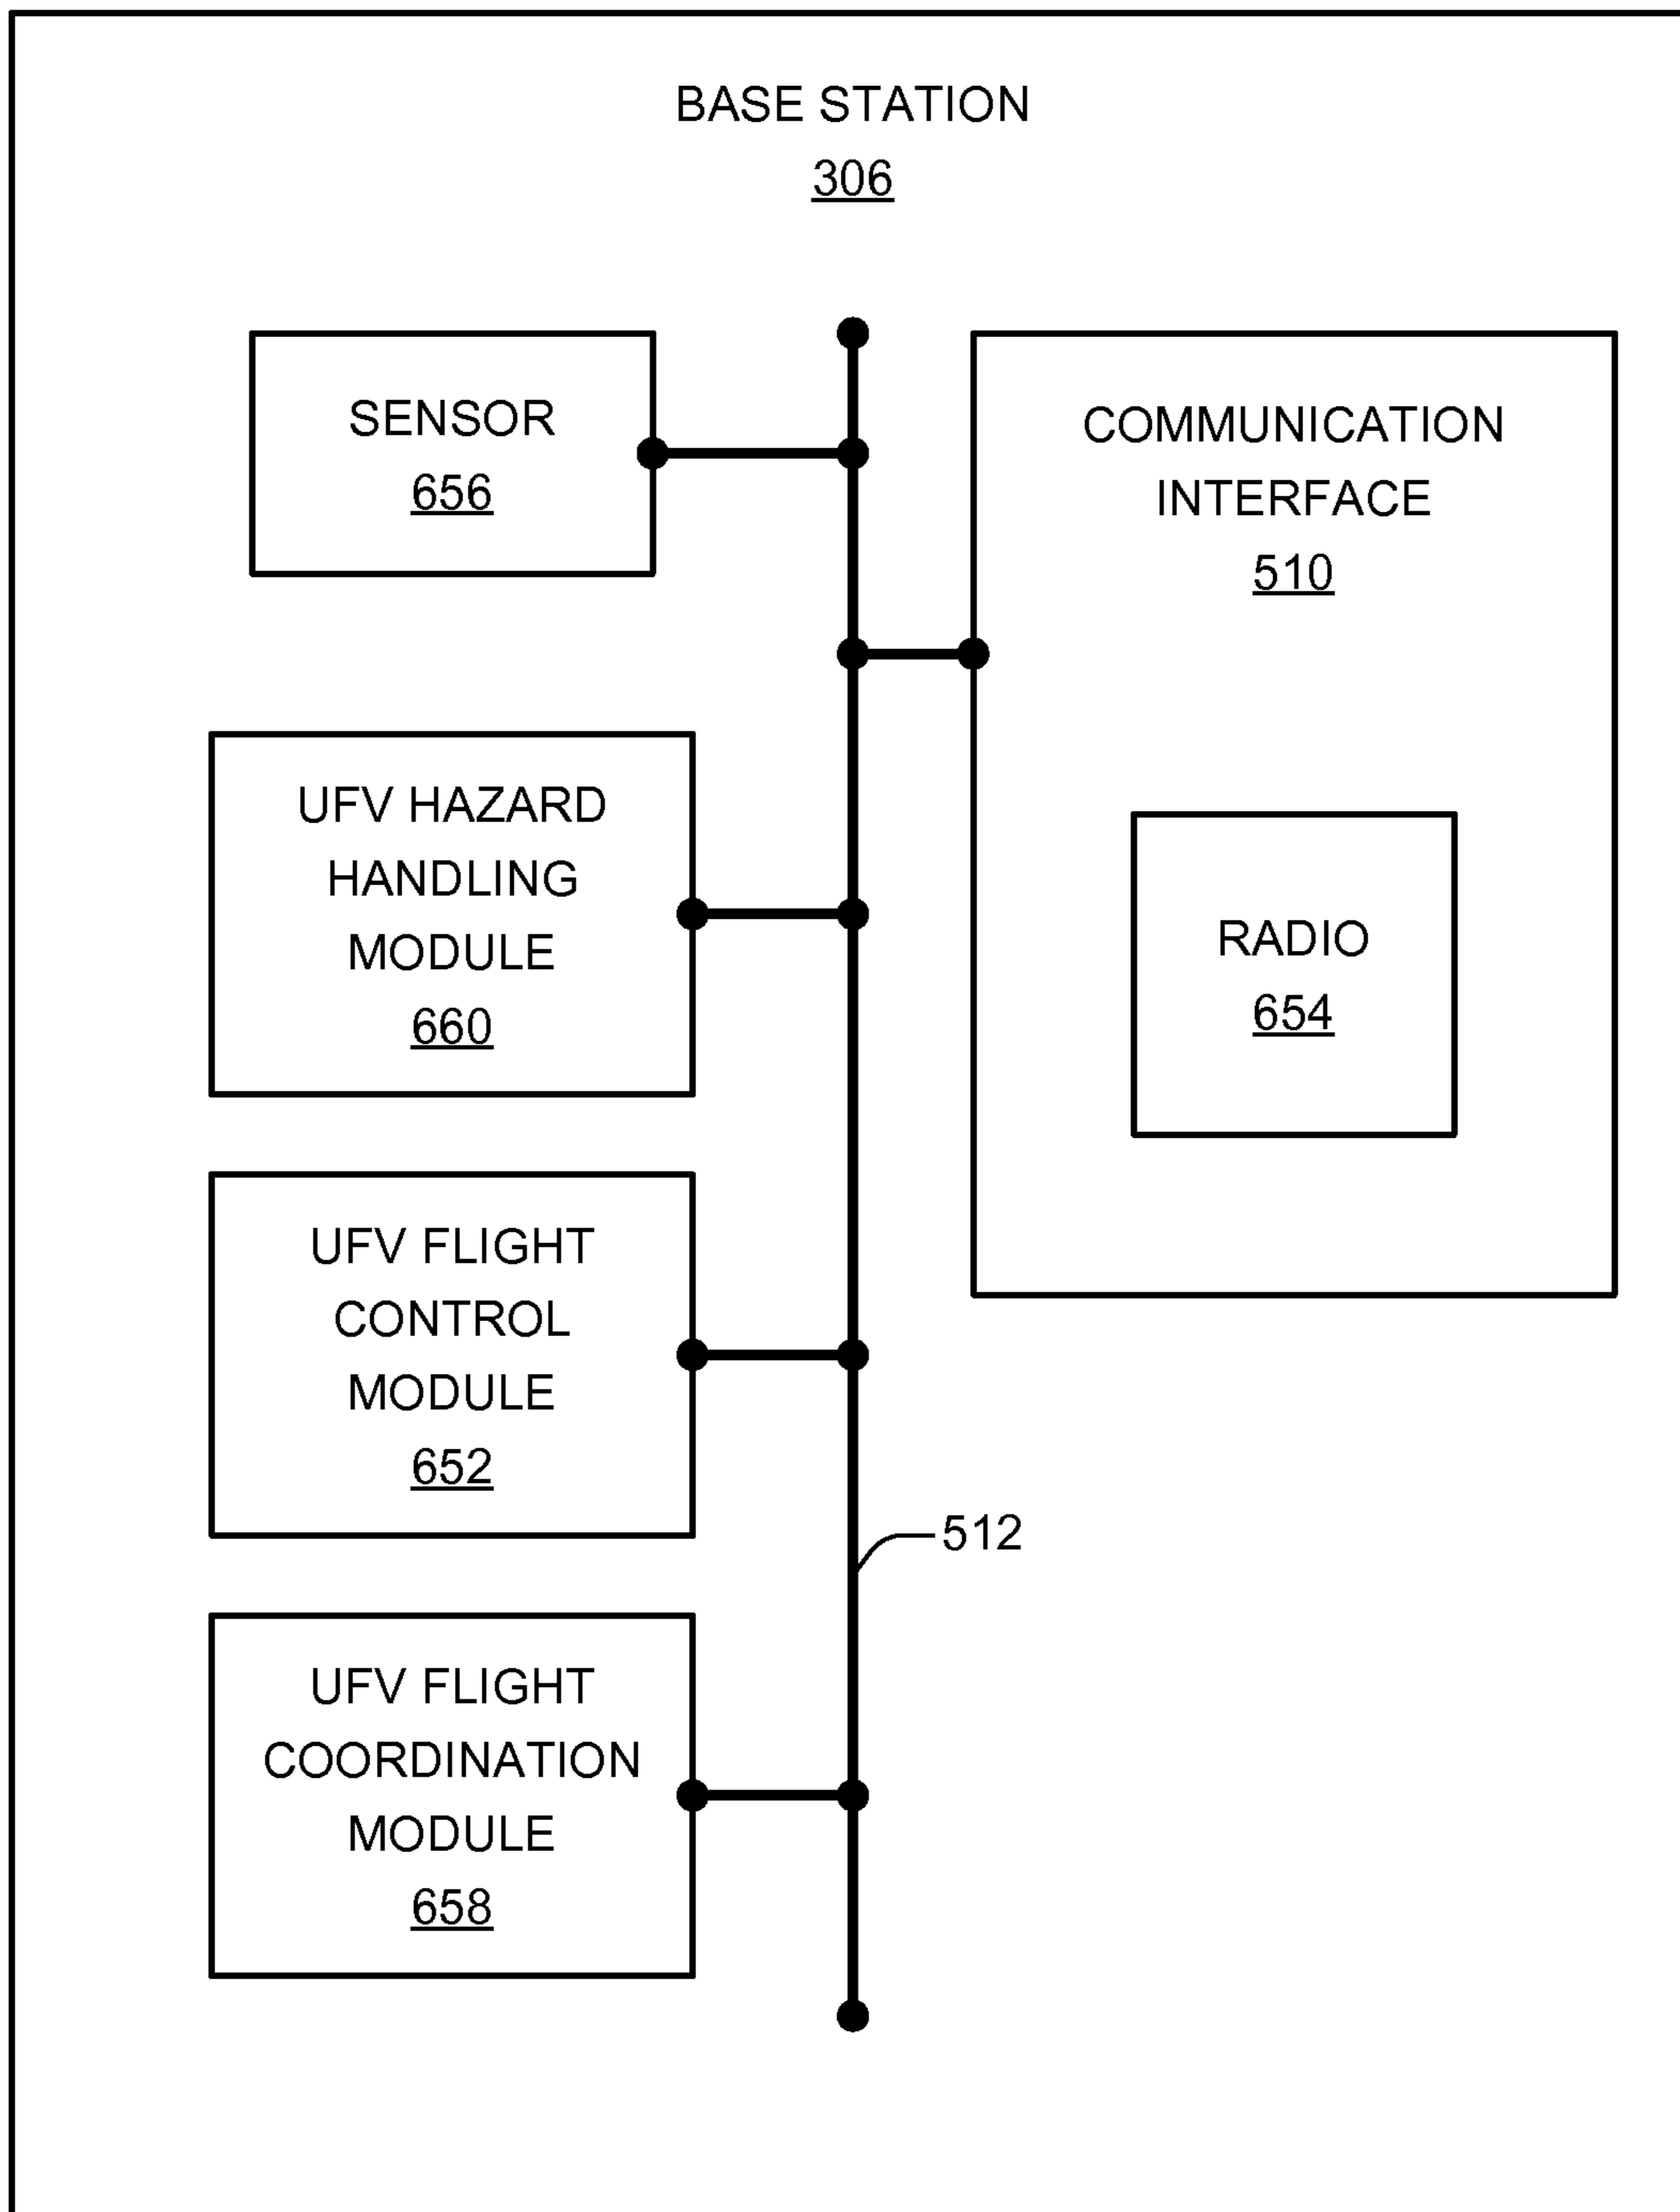 BASE STATION
306
SENSOR
656
COMMUNICATION
INTERFACE
510
UFV HAZARD
HANDLING
MODULE
660
RADIO
654
UFV FLIGHT
CONTROL
MODULE
652
512
UFV FLIGHT
COORDINATION
MODULE
658